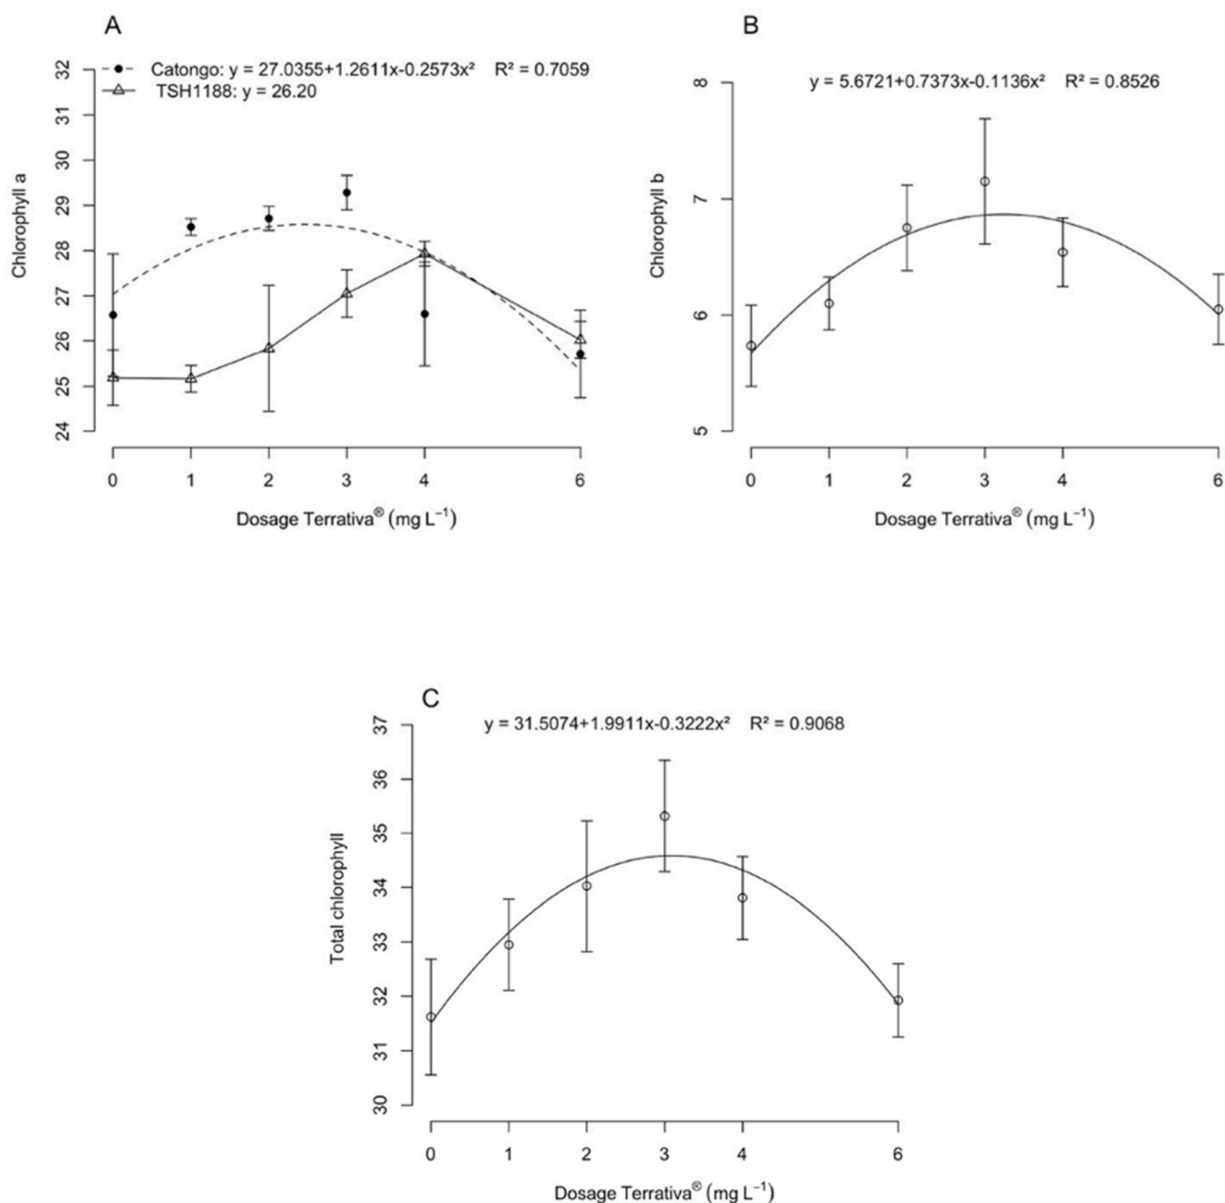 A
Catongo: y = 27.0355+1.2611x-0.2573x² R² = 0.7059
TSH1188: y = 26.20
Chlorophyll a
32
31
30
29
28
27
26
25
24
0 1 2 3 4 6
Dosage Terrativa® (mg L⁻¹)
B
y = 5.6721+0.7373x-0.1136x² R² = 0.8526
Chlorophyll b
8
7
6
5
0 1 2 3 4 6
Dosage Terrativa® (mg L⁻¹)
C
y = 31.5074+1.9911x-0.3222x² R² = 0.9068
Total chlorophyll
37
36
35
34
33
32
31
30
0 1 2 3 4 6
Dosage Terrativa® (mg L⁻¹)